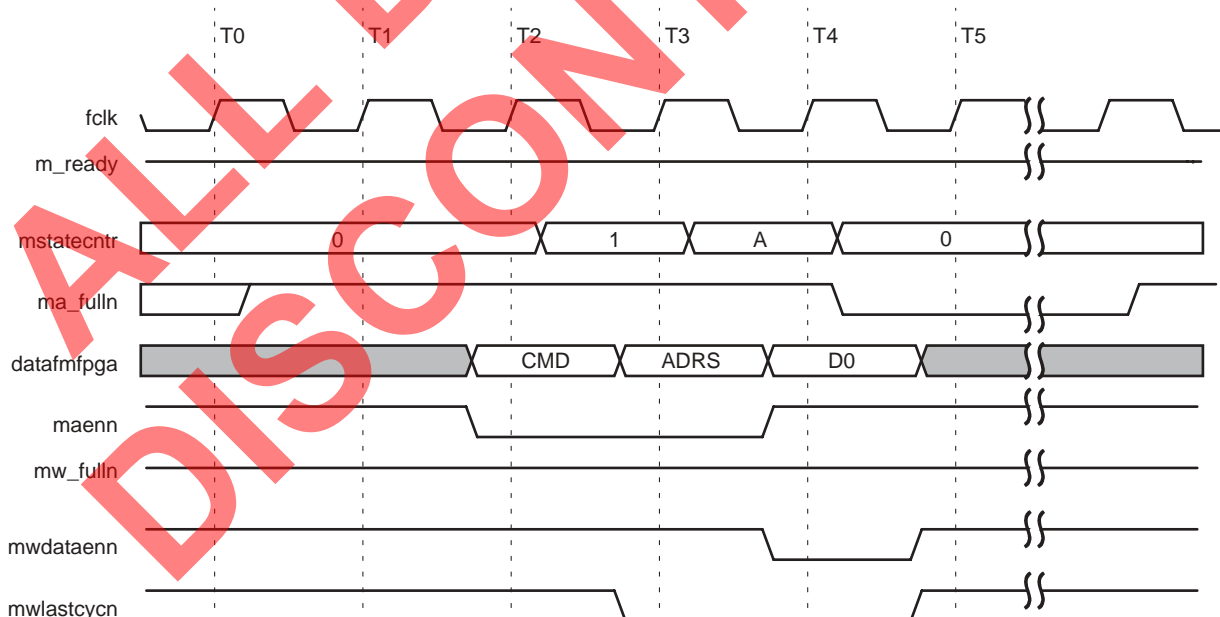 T0 T1 T2 T3 T4 T5
fclk
m_ready
mstatecntr 0 1 A 0
ma_fulln
datafmfpga CMD ADRS D0
maenn
mw_fulln
mwdataenn
mwlastcycn
ALL
DISCON